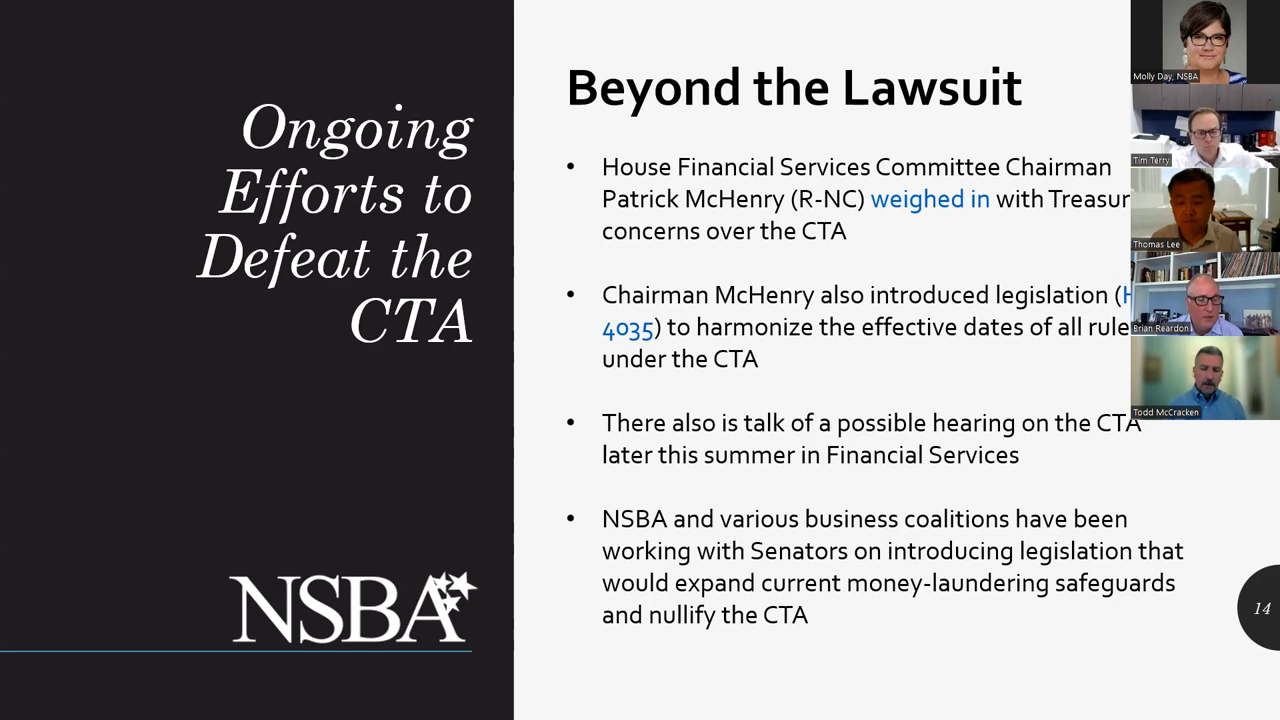 Ongoing
Efforts to
Defeat the
CTA
NSBA
Beyond the Lawsuit
• House Financial Services Committee Chairman
Patrick McHenry (R-NC) weighed in with
concerns over the CTA
• Chairman McHenry also introduced legislation (
4035) to harmonize the effective dates of all
under the CTA
• There also is talk of a possible hearing on the CTA
later this summer in Financial Services
• NSBA and various business coalitions have been
working with Senators on introducing legislation that
would expand current money-laundering safeguards
and nullify the CTA
14
Molly Day, NSBA
Tim Terry
Thomas Lee
Brian Reardon
Todd McCracken